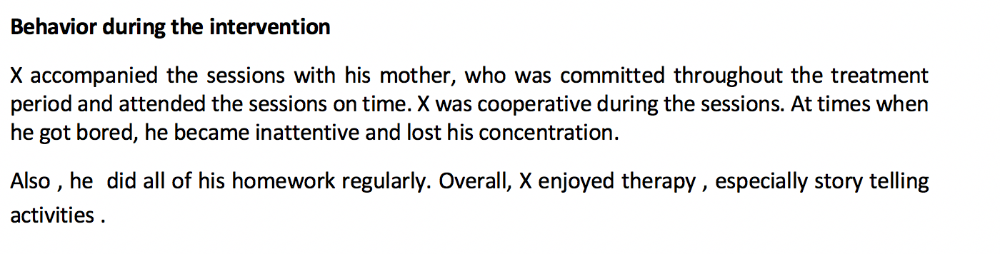 Behavior during the intervention
X accompanied the sessions with his mother, who was committed throughout the treatment
period and attended the sessions on time. X was cooperative during the sessions. At times when
he got bored, he became inattentive and lost his concentration.
Also , he  did all of his homework regularly. Overall, X enjoyed therapy , especially story telling
activities .